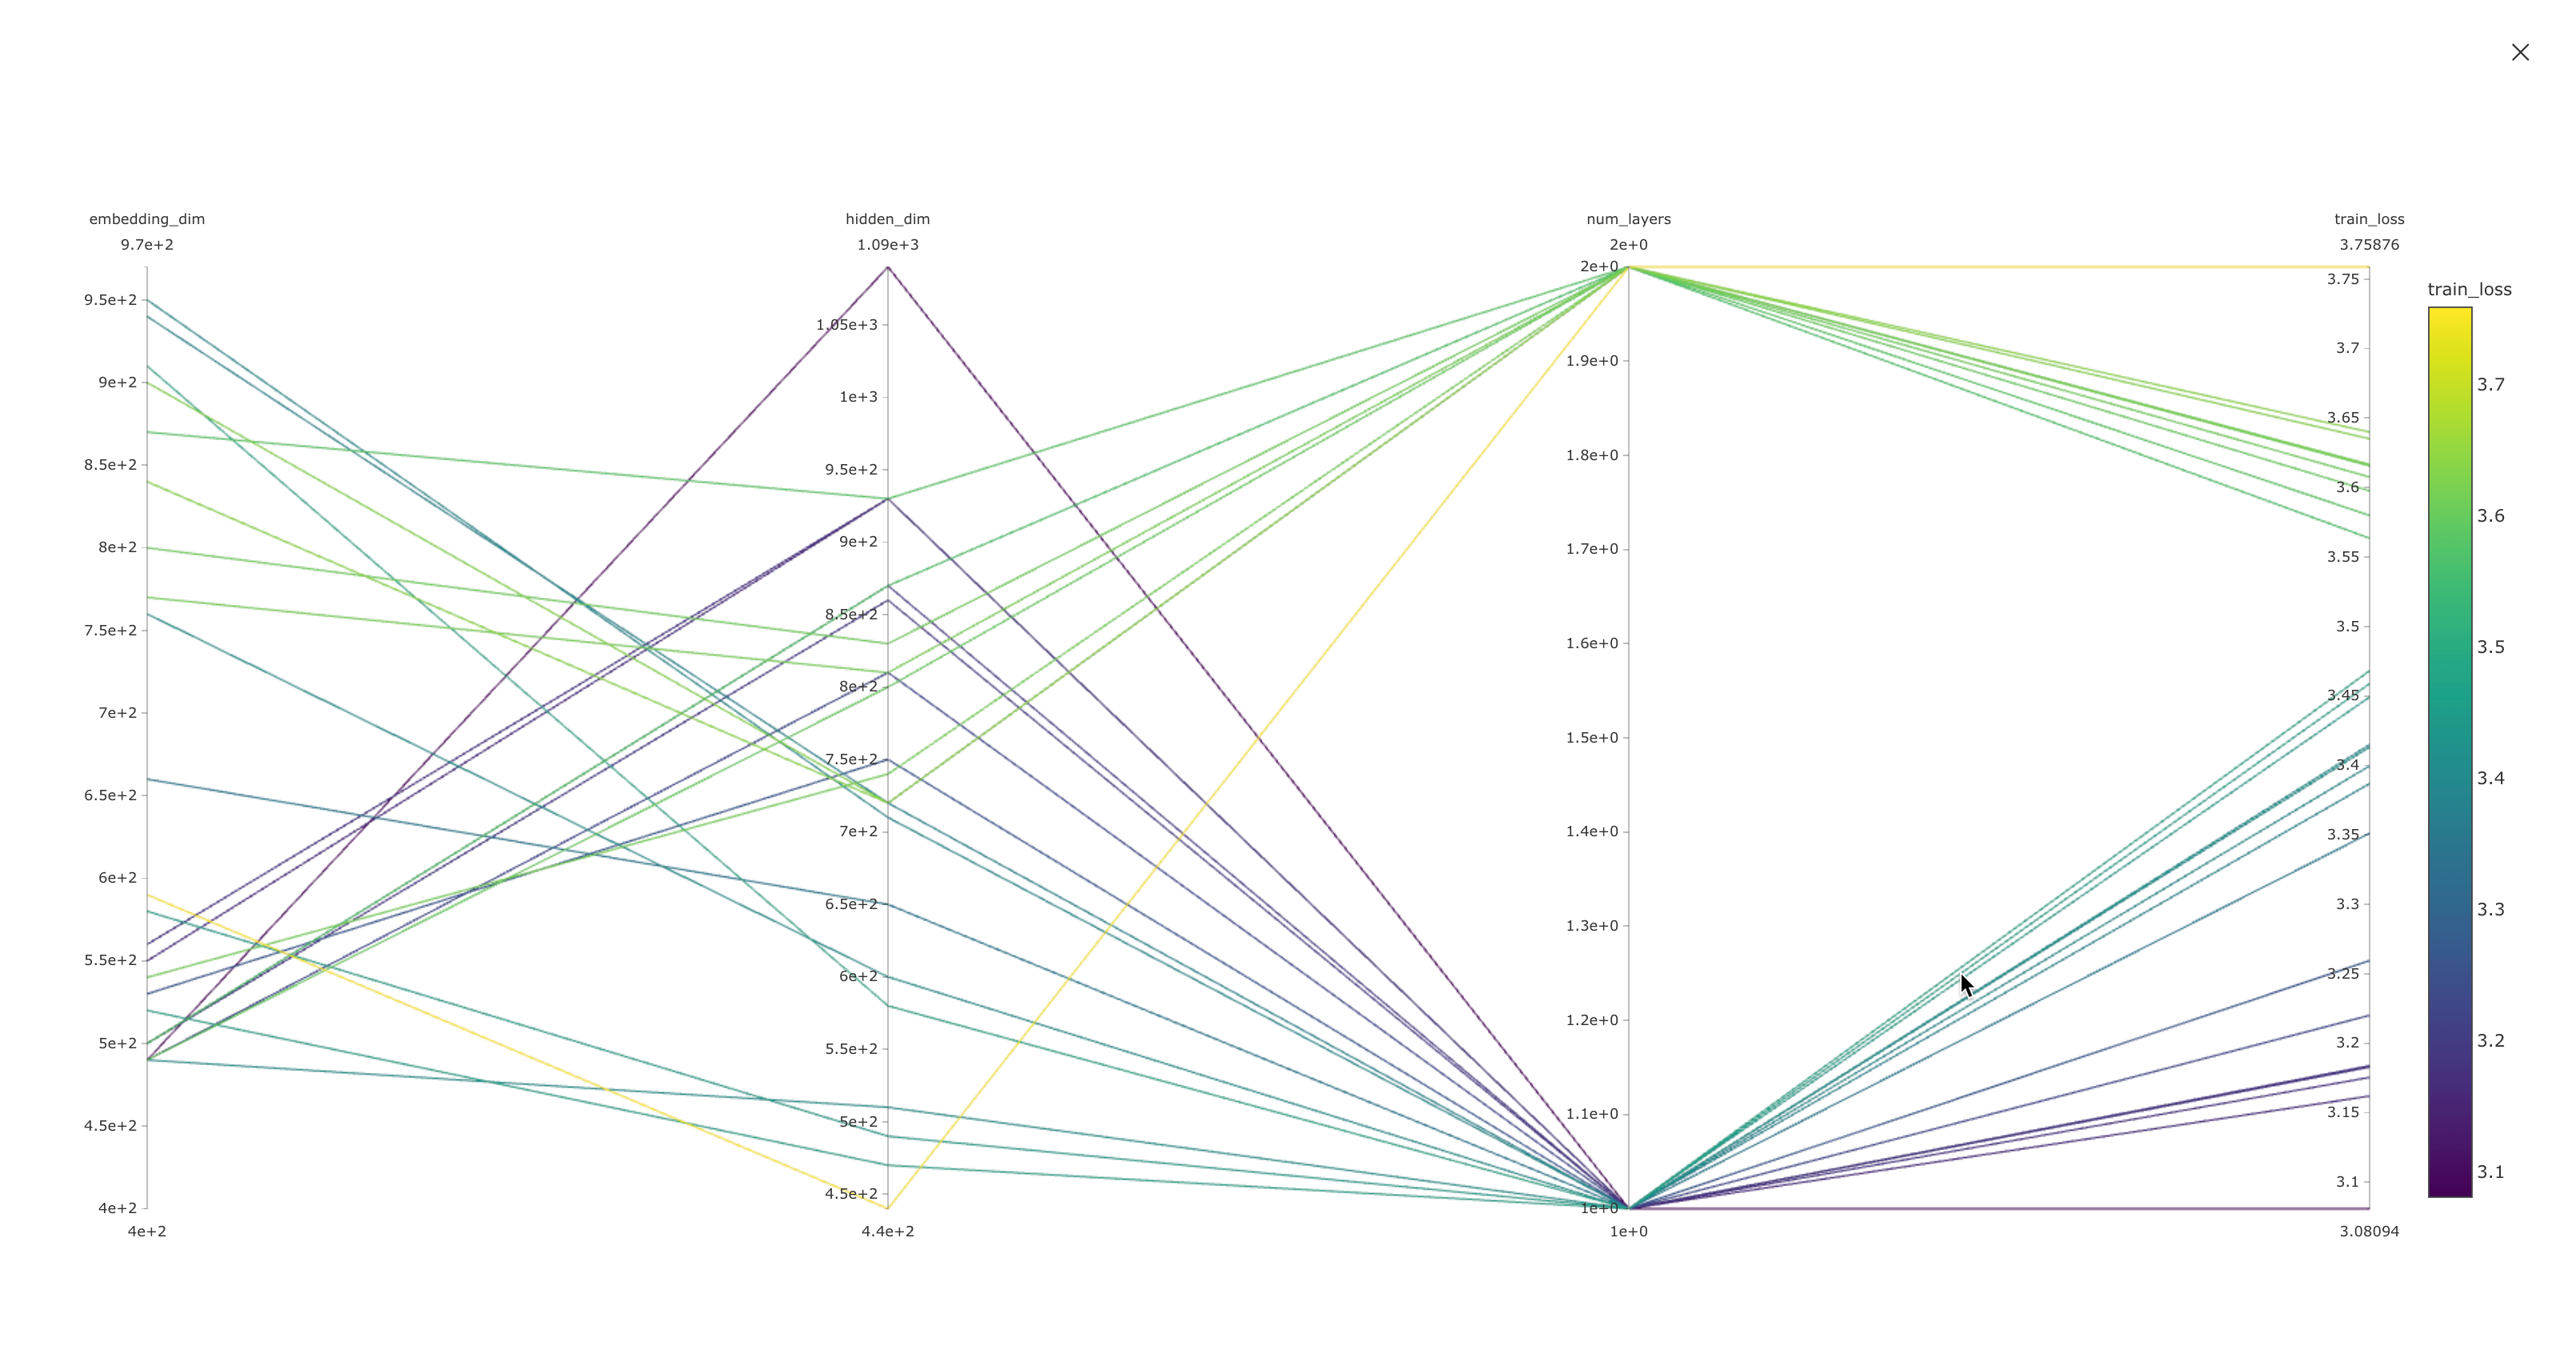 embedding_dim
hidden_dim
num_layers
train_loss
9.7e+2
1.09e+3
2e+0
3.75876
9.5e+2
9e+2
8.5e+2
8e+2
7.5e+2
7e+2
6.5e+2
6e+2
5.5e+2
5e+2
4.5e+2
4e+2
4e+2
1.05e+3
1e+3
9.5e+2
9e+2
8.5e+2
8e+2
7.5e+2
7e+2
6.5e+2
6e+2
5.5e+2
5e+2
4.5e+2
4.4e+2
2e+0
1.9e+0
1.8e+0
1.7e+0
1.6e+0
1.5e+0
1.4e+0
1.3e+0
1.2e+0
1.1e+0
1e+0
1e+0
3.75
3.7
3.65
3.6
3.55
3.5
3.45
3.4
3.35
3.3
3.25
3.2
3.15
3.1
3.08094
train_loss
3.7
3.6
3.5
3.4
3.3
3.2
3.1